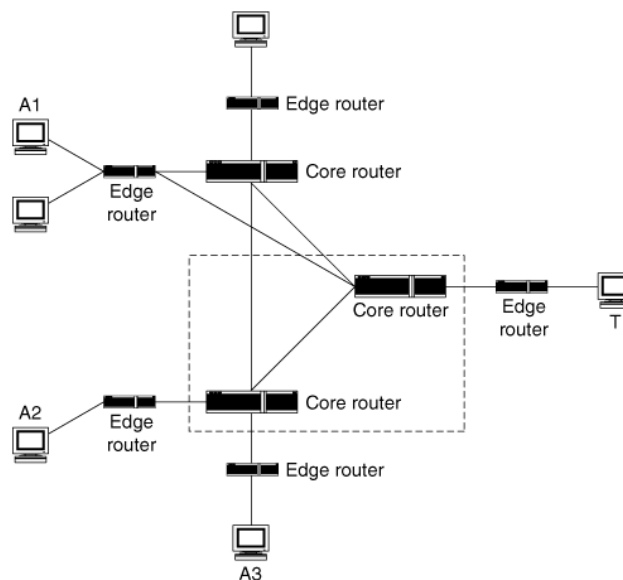 Edge router
A1
Core router
Edge
router
Core router
Edge
router
T
A2
Core router
Edge
router
Edge router
A3